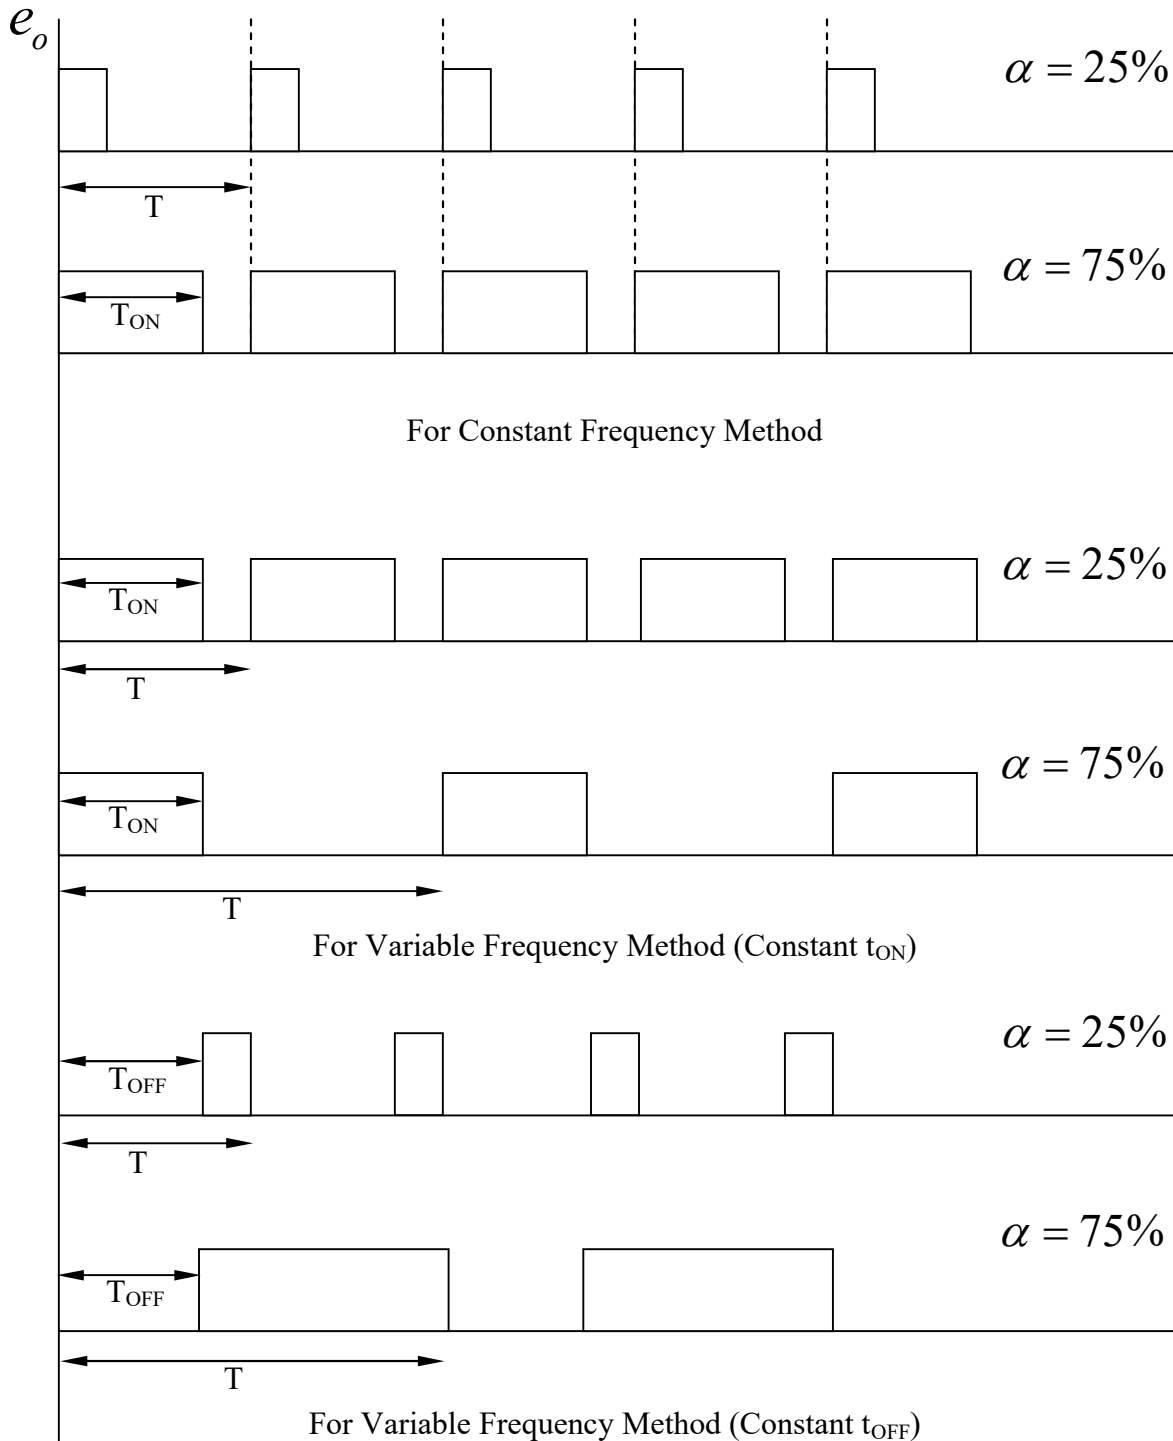 e_o
α = 25%
T
α = 75%
T_ON
For Constant Frequency Method
α = 25%
T_ON
T
α = 75%
T_ON
T
For Variable Frequency Method (Constant t_ON)
α = 25%
T_OFF
T
α = 75%
T_OFF
T
For Variable Frequency Method (Constant t_OFF)